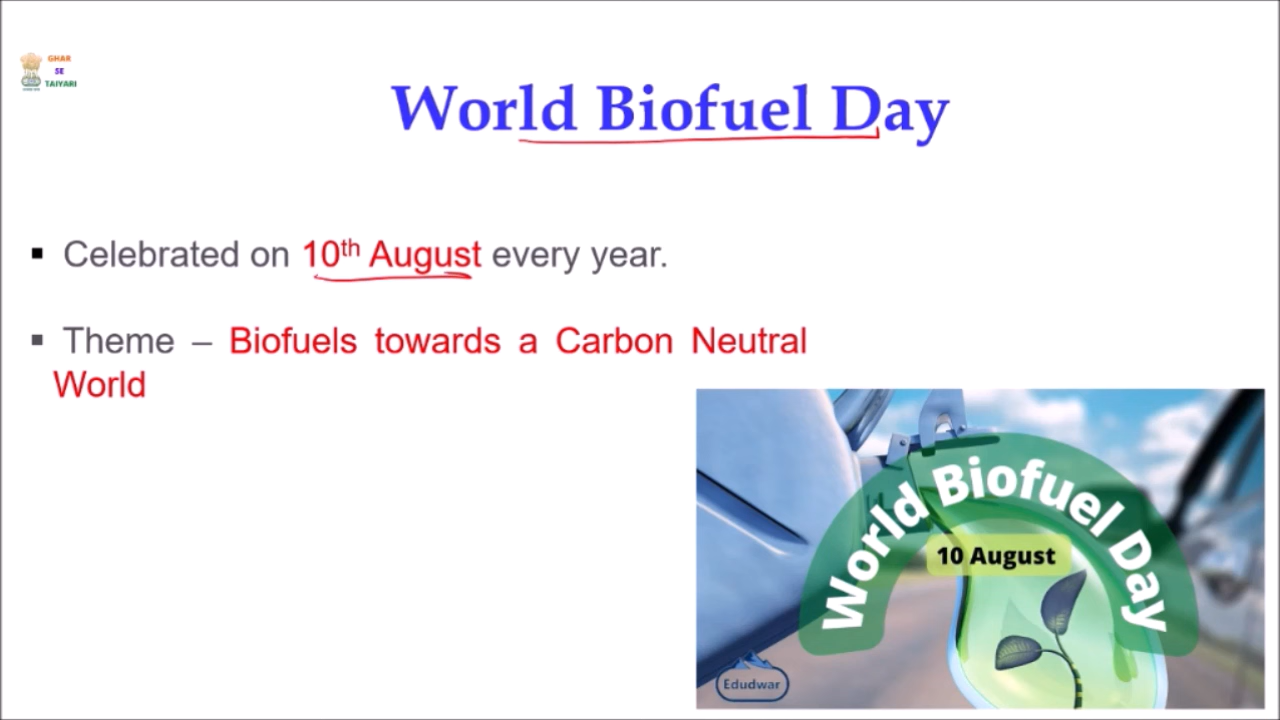 GHAR
SE
TAIYARI
World Biofuel Day
▪ Celebrated on 10th August every year.
▪ Theme – Biofuels towards a Carbon Neutral
World
World Biofuel Day
10 August
Edudwar